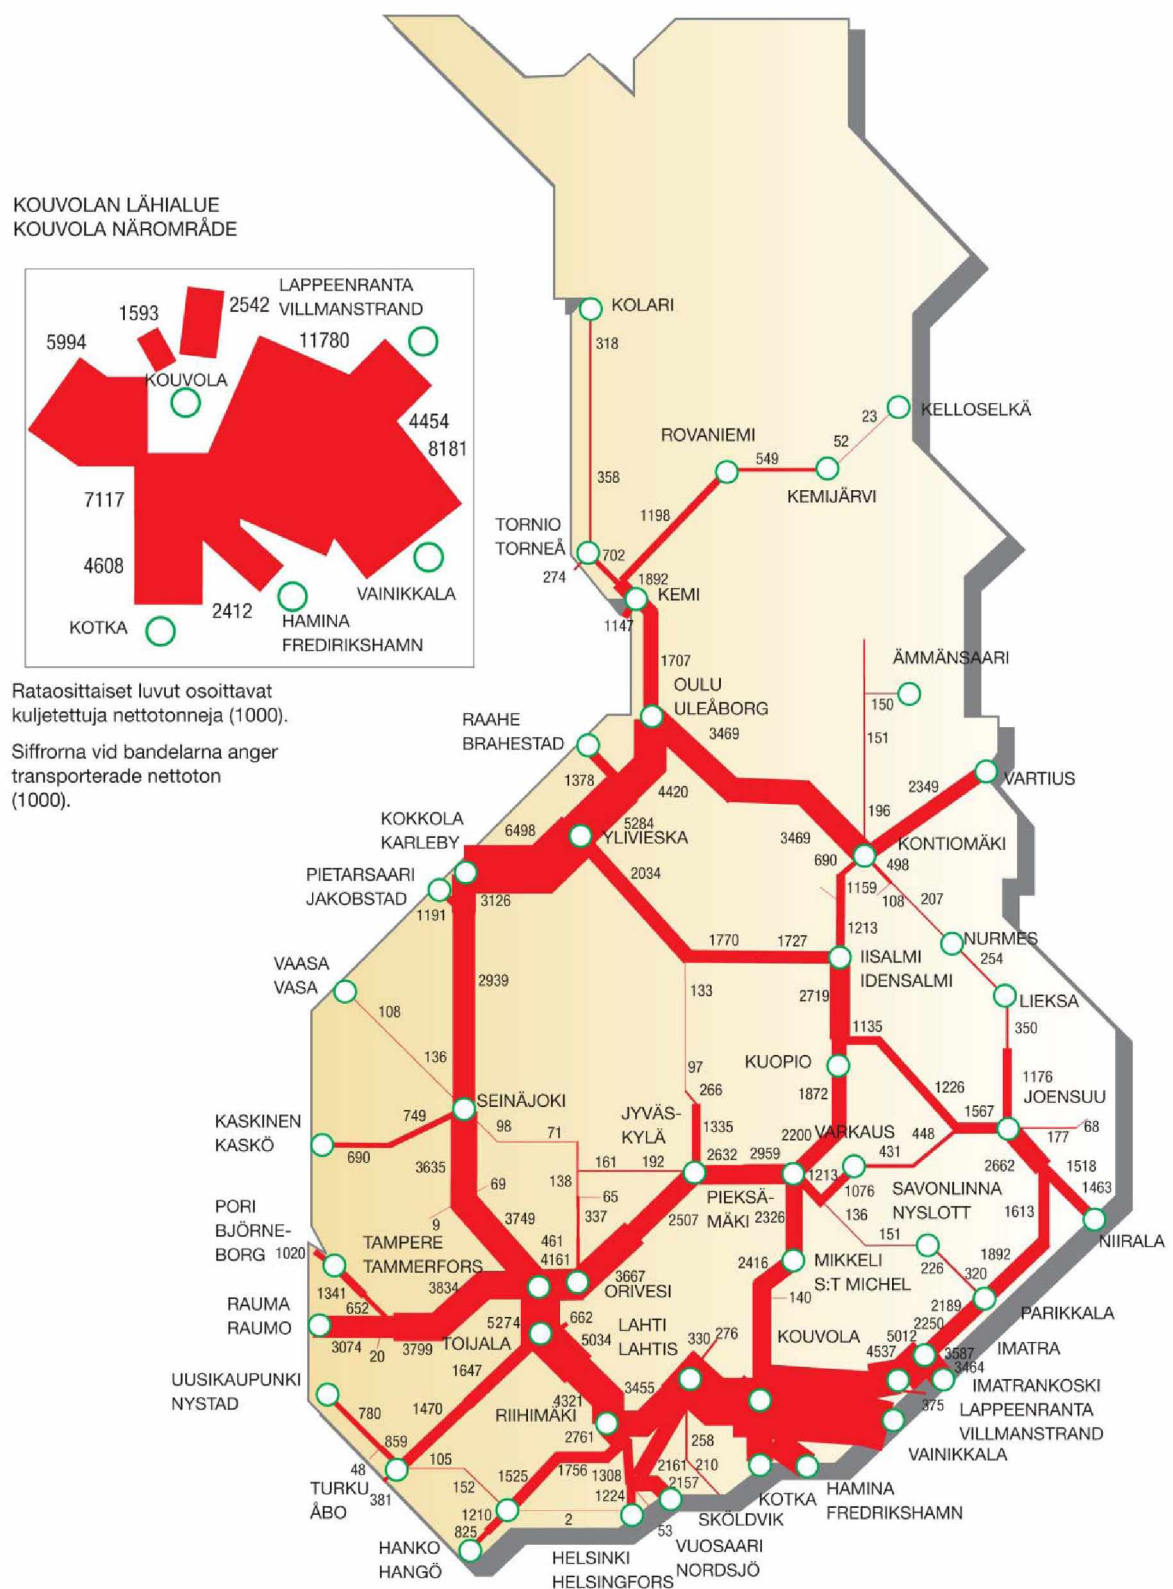 KOUVOLAN LÄHIALUE
KOUVOLA NÄROMRÅDE
LAPPEENRANTA
VILLMANSTRAND
2542
1593
11780
5994
KOUVOLA
4454
8181
7117
4608
2412
VAINIKKALA
HAMINA
FREDIRIKSHAMN
KOTKA
Rataosittaiset luvut osoittavat
kuljetettuja nettotonneja (1000).
Siffrorna vid bandelarna anger
transporterade nettoton
(1000).
KOLARI
318
358
KELLOSELKÄ
23
52
ROVANIEMI
549
KEMIJÄRVI
1198
TORNIO
TORNEÅ
702
274
1892
KEMI
1147
1707
OULU
ULEÅBORG
ÄMMÄNSAARI
150
151
196
RAAHE
BRAHESTAD
1378
3469
4420
VARTIUS
2349
KOKKOLA
KARLEBY
6498
5284
YLIVIESKA
3469
KONTIOMÄKI
690
498
PIETARSAARI
JAKOBSTAD
1191
3126
2034
1159
108
207
1213
NURMES
254
VAASA
VASA
2939
1770
1727
IISALMI
IDENSALMI
LIEKSA
350
108
136
133
97
2719
1135
KUOPIO
1872
1226
1176
JOENSUU
1567
68
177
KASKINEN
KASKÖ
749
690
SEINÄJOKI
98
71
266
JYVÄS-
KYLÄ
1335
2632
2959
2200
VARKAUS
448
431
161
192
138
65
337
3635
69
9
3749
1213
1076
136
2662
1518
1463
NIIRALA
1613
SAVONLINNA
NYSLOTT
151
226
320
1892
PIEKSÄ-
MÄKI
2507
2326
2416
MIKKELI
S:T MICHEL
140
PORI
BJÖRNE-
BORG
1020
1341
652
TAMPERE
TAMMERFORS
461
4161
3834
3667
ORIVESI
PARIKKALA
2189
2250
RAUMA
RAUMO
3074
20
3799
5274
TOIJALA
662
5034
LAHTI
LAHTIS
330
276
KOUVOLA
5012
4537
3587
3464
IMATRA
375
IMATRANKOSKI
LAPPEENRANTA
VILLMANSTRAND
VAINIKKALA
UUSIKAUPUNKI
NYSTAD
780
1647
1470
859
48
381
TURKU
ÅBO
105
152
3455
4321
RIIHIMÄKI
2761
1756
1525
1308
1224
1210
825
2
HANKO
HANGÖ
258
210
2161
2157
53
SKÖLDVIK
VUOSAARI
NORDSJÖ
HELSINKI
HELSINGFORS
KOTKA
HAMINA
FREDRIKSHAMN